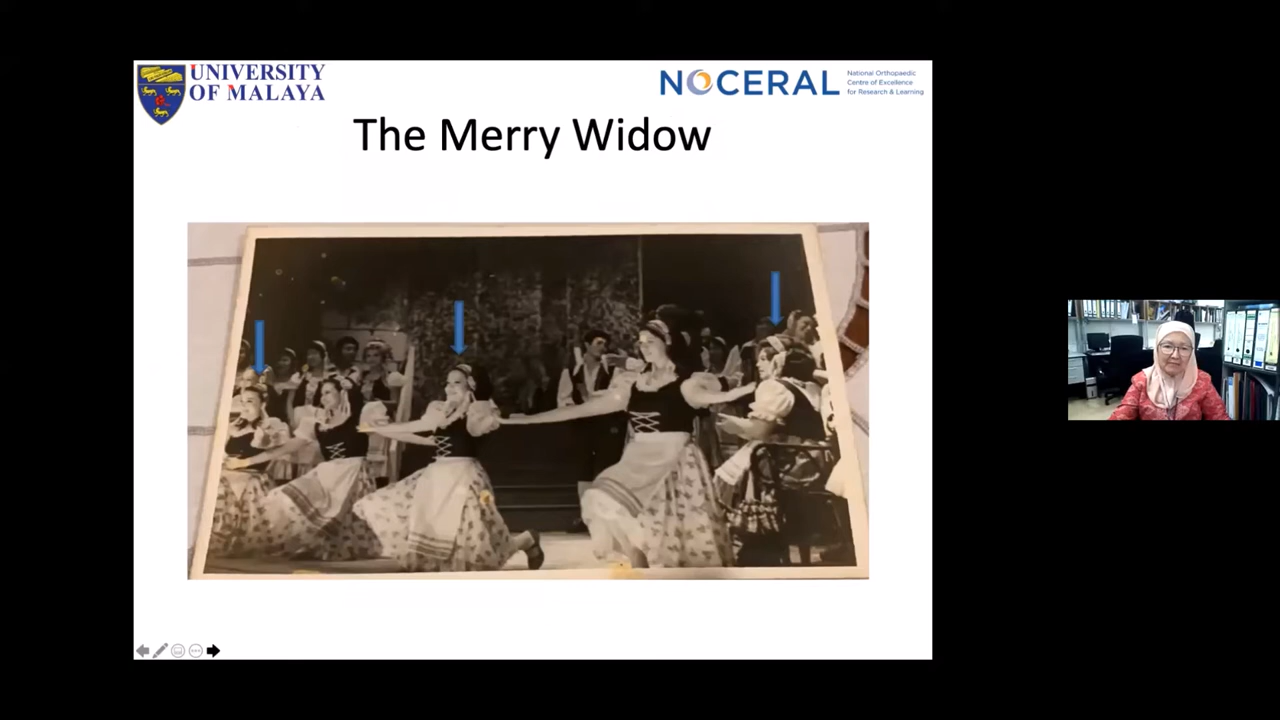 UNIVERSITY
OF MALAYA
NOCERAL
National Orthopaedic
Centre of Excellence
for Research & Learning
The Merry Widow